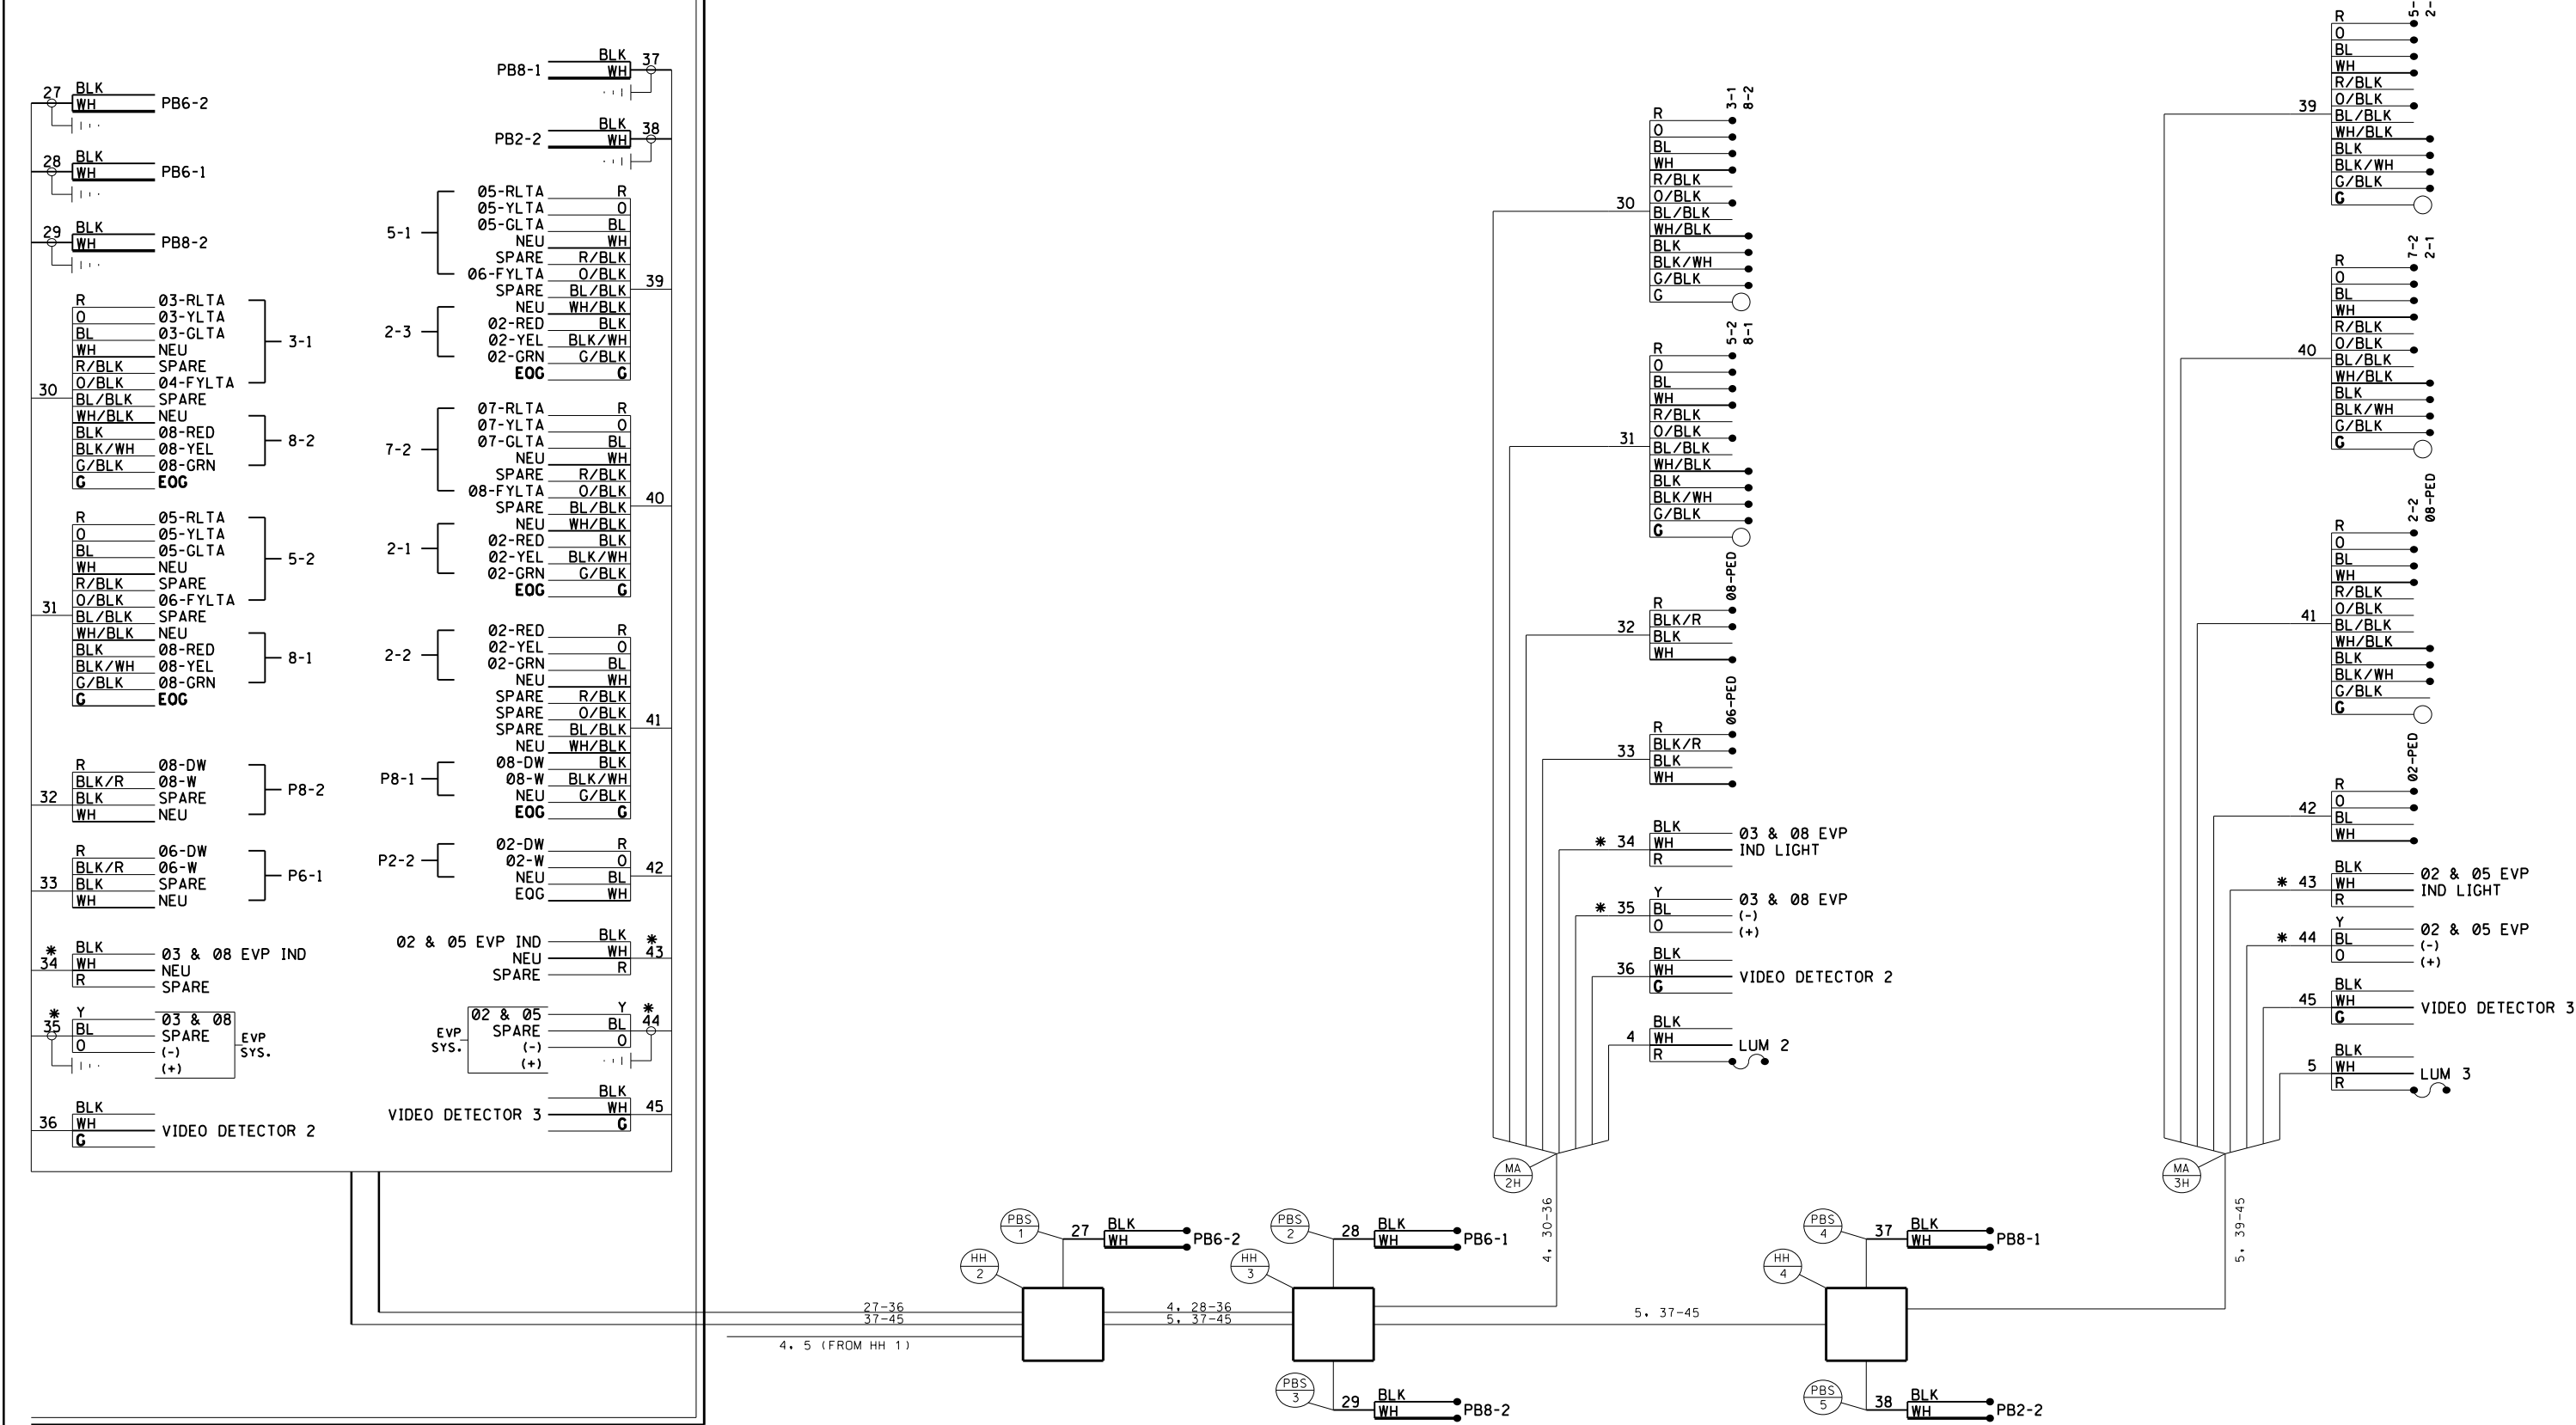 27 BLK
WH PB6-2
28 BLK
WH PB6-1
29 BLK
WH PB8-2
R 03-RLTA
O 03-YLTA
BL 03-GLTA
WH NEU
R/BLK SPARE
O/BLK 04-FYLTA
BL/BLK SPARE
WH/BLK NEU
BLK 08-RED
BLK/WH 08-YEL
G/BLK 08-GRN
G EOG
30
3-1
8-2
R 05-RLTA
O 05-YLTA
BL 05-GLTA
WH NEU
R/BLK SPARE
O/BLK 06-FYLTA
BL/BLK SPARE
WH/BLK NEU
BLK 08-RED
BLK/WH 08-YEL
G/BLK 08-GRN
G EOG
31
5-2
8-1
R 08-DW
BLK/R 08-W
BLK SPARE
WH NEU
32
P8-2
R 06-DW
BLK/R 06-W
BLK SPARE
WH NEU
33
P6-1
* 34
BLK 03 & 08 EVP IND
WH NEU
R SPARE
* 35
Y 03 & 08
BL SPARE
O (-)
(+)
EVP
SYS.
36
BLK
WH VIDEO DETECTOR 2
G
PB8-1 BLK 37
WH
PB2-2 BLK 38
WH
05-RLTA R
05-YLTA O
05-GLTA BL
NEU WH
SPARE R/BLK
06-FYLTA O/BLK
SPARE BL/BLK
NEU WH/BLK
02-RED BLK
02-YEL BLK/WH
02-GRN G/BLK
EOG G
5-1
2-3
39
07-RLTA R
07-YLTA O
07-GLTA BL
NEU WH
SPARE R/BLK
08-FYLTA O/BLK
SPARE BL/BLK
NEU WH/BLK
02-RED BLK
02-YEL BLK/WH
02-GRN G/BLK
EOG G
7-2
2-1
40
02-RED R
02-YEL O
02-GRN BL
NEU WH
SPARE R/BLK
SPARE O/BLK
SPARE BL/BLK
NEU WH/BLK
08-DW BLK
08-W BLK/WH
NEU G/BLK
EOG G
2-2
P8-1
41
02-DW R
02-W O
NEU BL
EOG WH
P2-2
42
02 & 05 EVP IND BLK
NEU WH
SPARE R
* 43
02 & 05 Y
SPARE BL
(-) O
(+)
EVP
SYS.
* 44
BLK
VIDEO DETECTOR 3 WH
G
45
3-1
8-2
R
O
BL
WH
R/BLK
O/BLK
BL/BLK
WH/BLK
BLK
BLK/WH
G/BLK
G
30
5-2
8-1
R
O
BL
WH
R/BLK
O/BLK
BL/BLK
WH/BLK
BLK
BLK/WH
G/BLK
G
31
08-PED
R
BLK/R
BLK
WH
32
06-PED
R
BLK/R
BLK
WH
33
* 34
BLK 03 & 08 EVP
WH IND LIGHT
R
* 35
Y 03 & 08 EVP
BL (-)
O (+)
36
BLK
WH VIDEO DETECTOR 2
G
4
BLK
WH LUM 2
R
MA
2H
4, 30-36
5-
2-
R
O
BL
WH
R/BLK
O/BLK
BL/BLK
WH/BLK
BLK
BLK/WH
G/BLK
G
39
7-2
2-1
R
O
BL
WH
R/BLK
O/BLK
BL/BLK
WH/BLK
BLK
BLK/WH
G/BLK
G
40
2-2
08-PED
R
O
BL
WH
R/BLK
O/BLK
BL/BLK
WH/BLK
BLK
BLK/WH
G/BLK
G
41
02-PED
R
O
BL
WH
42
* 43
BLK 02 & 05 EVP
WH IND LIGHT
R
* 44
Y 02 & 05 EVP
BL (-)
O (+)
45
BLK
WH VIDEO DETECTOR 3
G
5
BLK
WH LUM 3
R
MA
3H
5, 39-45
PBS
1
27 BLK
WH PB6-2
HH
2
PBS
2
28 BLK
WH PB6-1
HH
3
PBS
3
29 BLK
WH PB8-2
PBS
4
37 BLK
WH PB8-1
HH
4
PBS
5
38 BLK
WH PB2-2
27-36
37-45
4, 5 (FROM HH 1)
4, 28-36
5, 37-45
5, 37-45